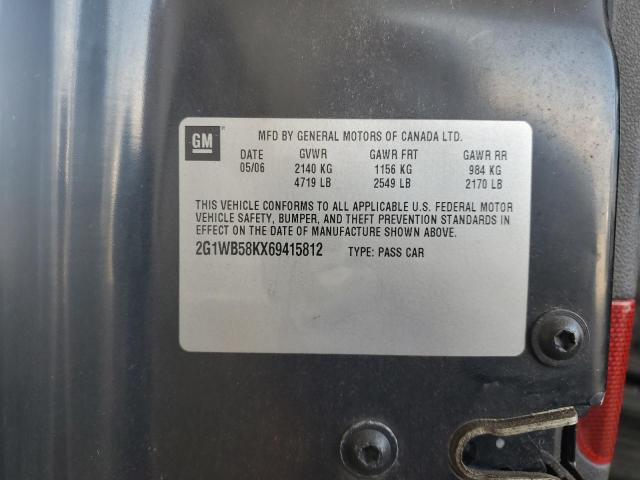 GM MFD BY GENERAL MOTORS OF CANADA LTD.
DATE GVWR GAWR FRT GAWR RR
05/06 2140 KG 1156 KG 984 KG
4719 LB 2549 LB 2170 LB
THIS VEHICLE CONFORMS TO ALL APPLICABLE U.S. FEDERAL MOTOR
VEHICLE SAFETY, BUMPER, AND THEFT PREVENTION STANDARDS IN
EFFECT ON THE DATE OF MANUFACTURE SHOWN ABOVE.
2G1WB58KX69415812 TYPE: PASS CAR